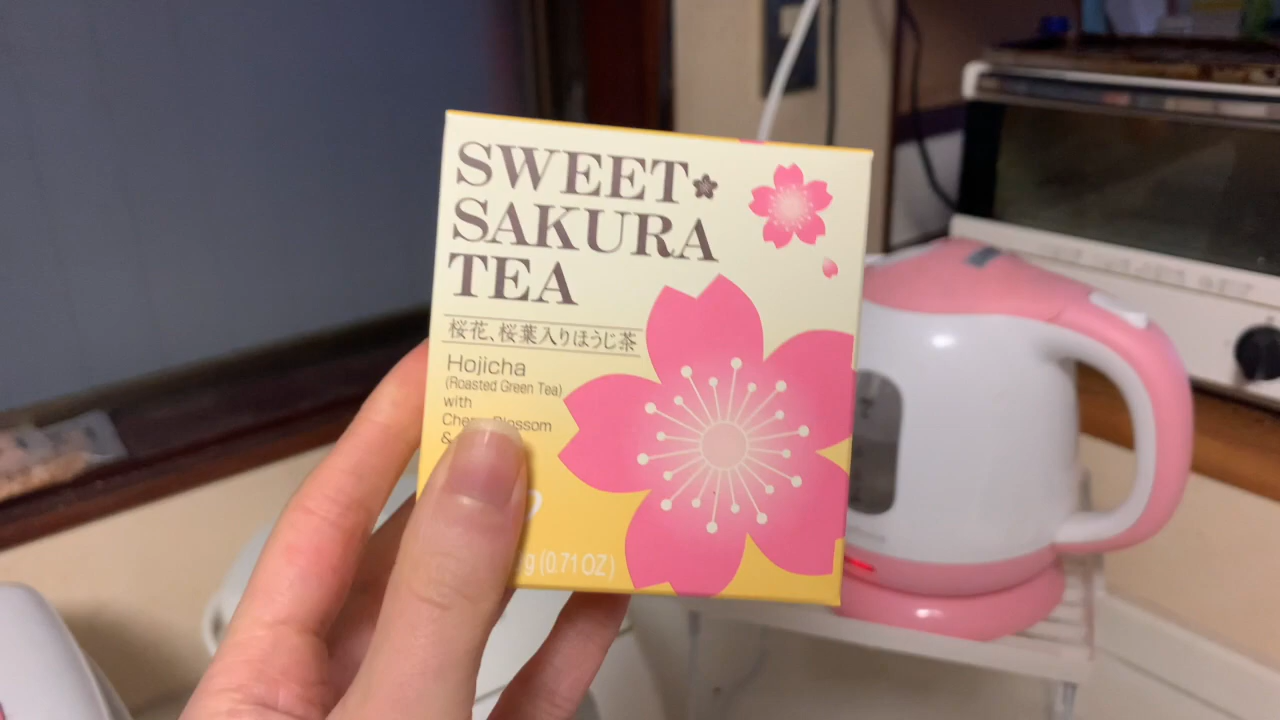 SWEET
SAKURA
TEA
桜花、桜葉入りほうじ茶
Hojicha
(Roasted Green Tea)
with
Blossom
&
g (0.71 OZ)